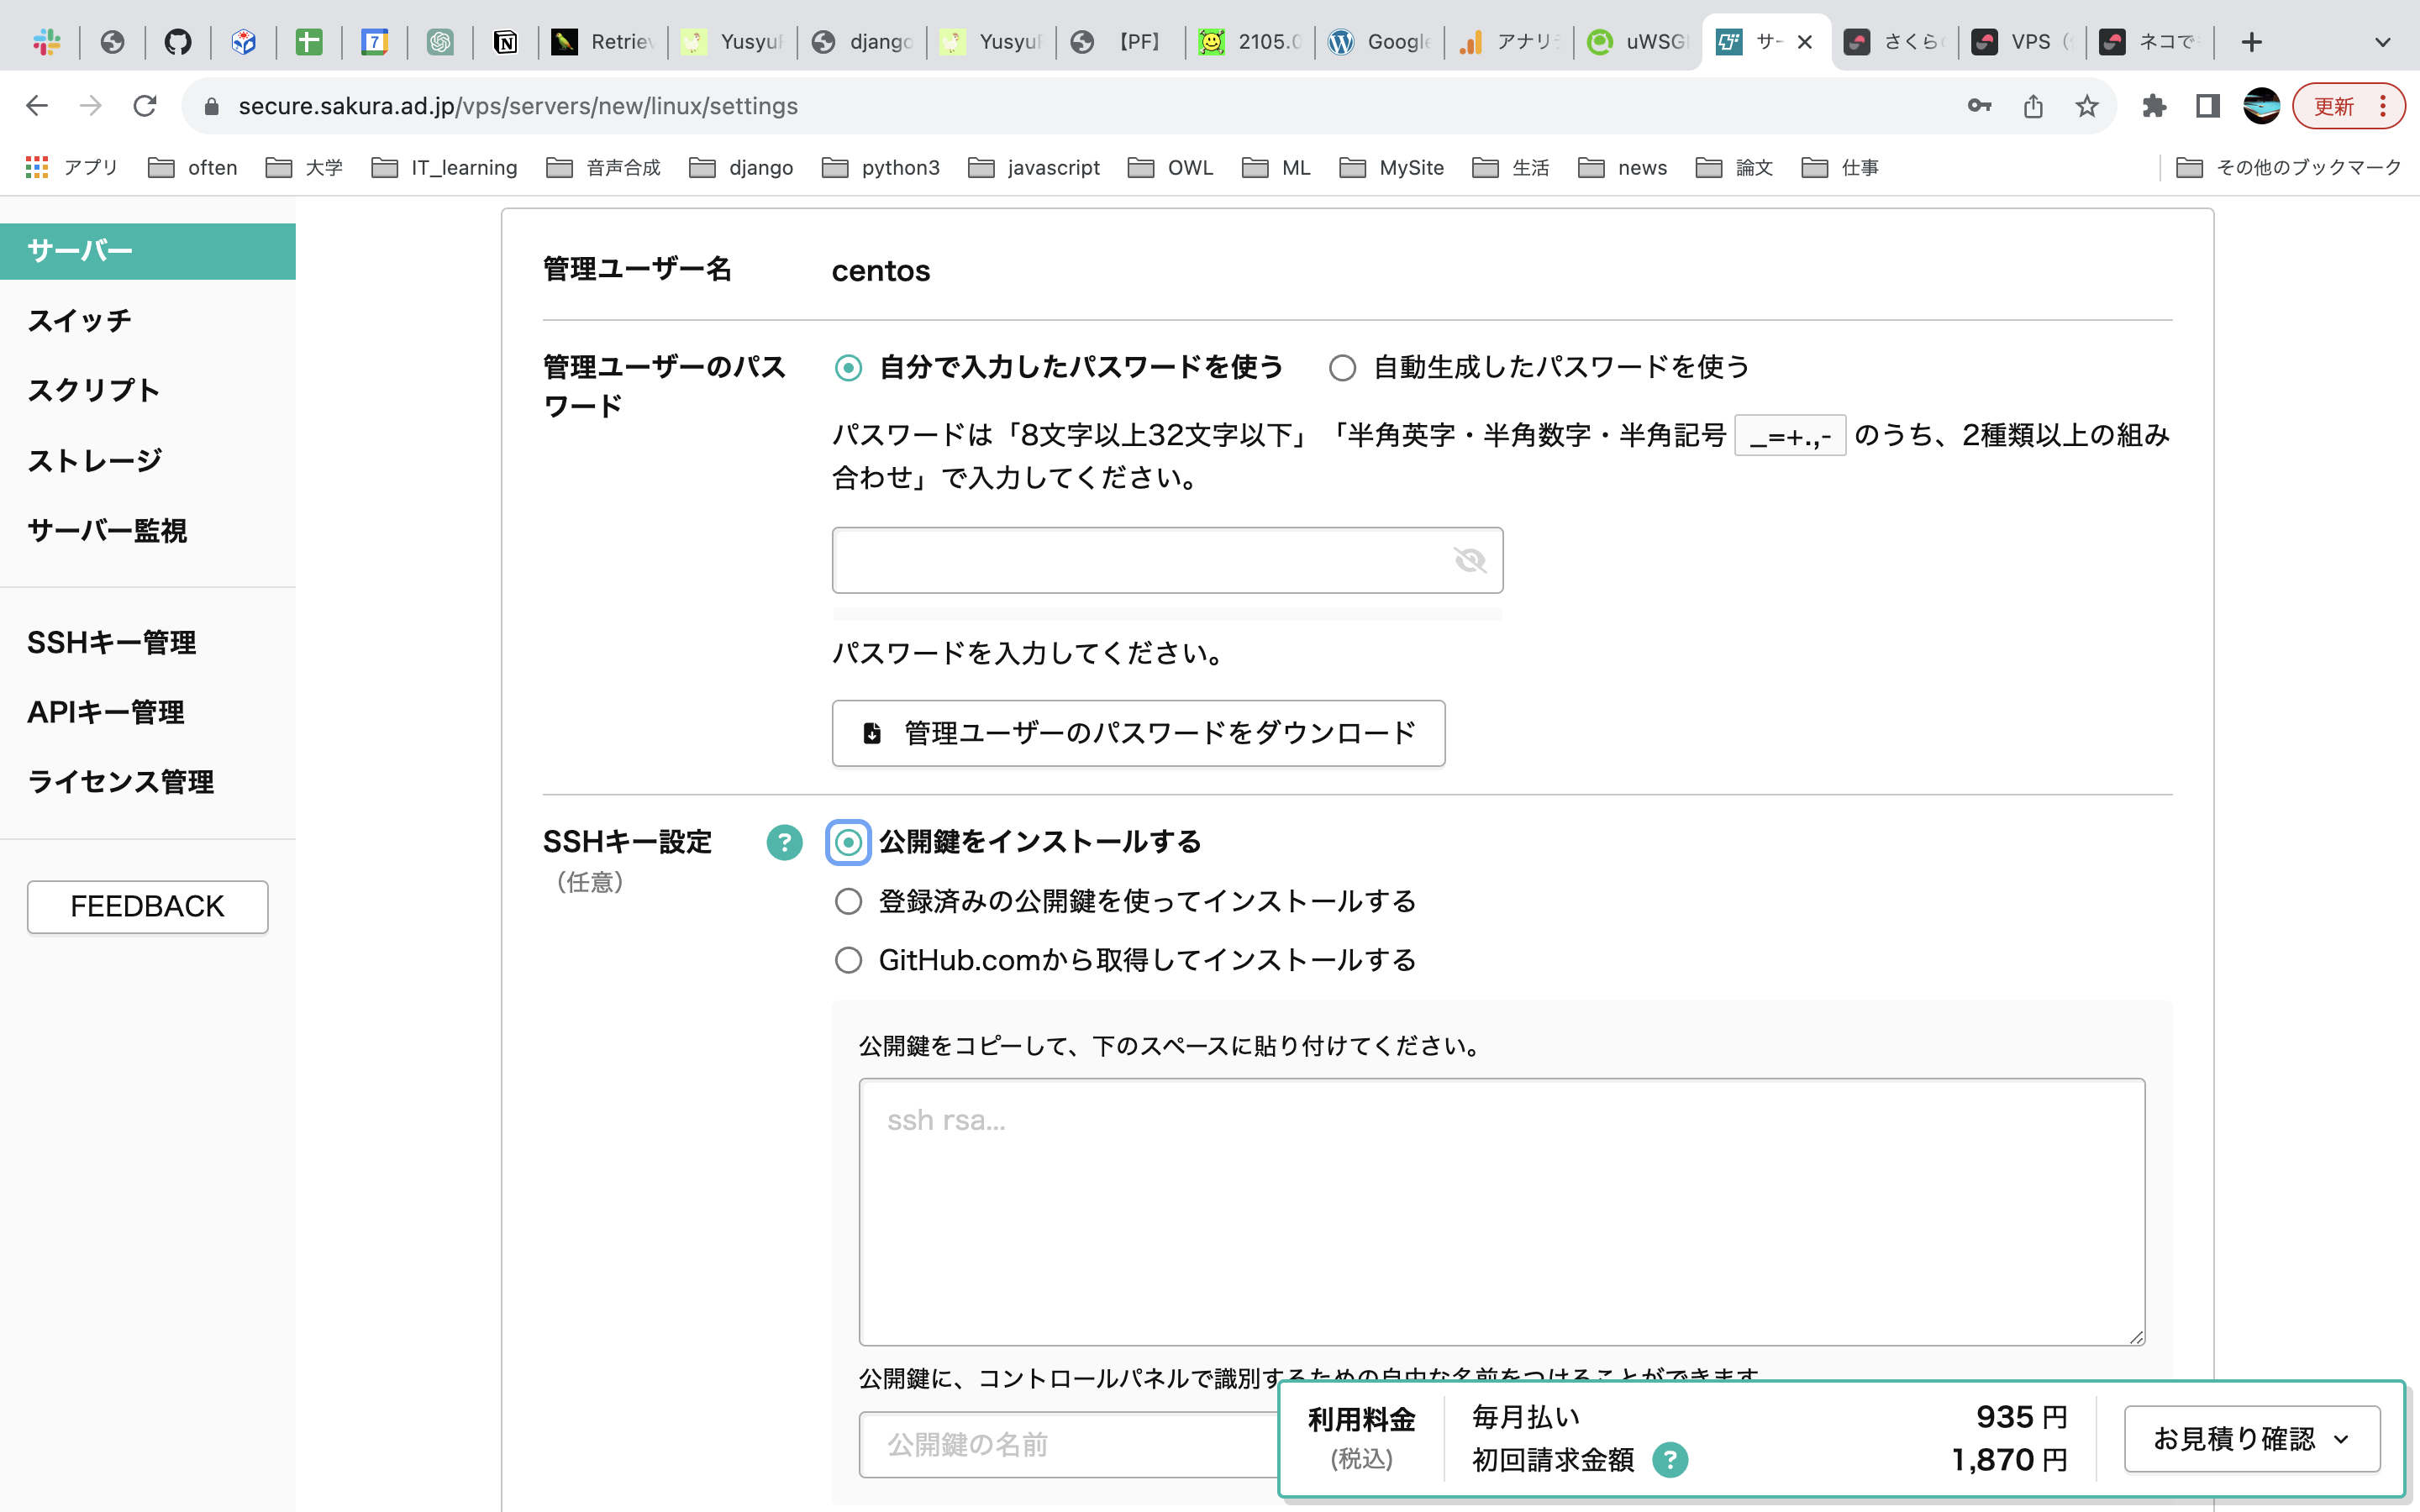 Retriev
YusyuF
django
YusyuF
【PF】
2105.0
Google
アナリ
uWSGI
サー
さくら
VPS（
ネコで
secure.sakura.ad.jp/vps/servers/new/linux/settings
更新
アプリ
often
大学
IT_learning
音声合成
django
python3
javascript
OWL
ML
MySite
生活
news
論文
仕事
その他のブックマーク
サーバー
スイッチ
スクリプト
ストレージ
サーバー監視
SSHキー管理
APIキー管理
ライセンス管理
FEEDBACK
管理ユーザー名
centos
管理ユーザーのパス
ワード
自分で入力したパスワードを使う
自動生成したパスワードを使う
パスワードは「8文字以上32文字以下」「半角英字・半角数字・半角記号 _=+.,- のうち、2種類以上の組み
合わせ」で入力してください。
パスワードを入力してください。
管理ユーザーのパスワードをダウンロード
SSHキー設定
（任意）
?
公開鍵をインストールする
登録済みの公開鍵を使ってインストールする
GitHub.comから取得してインストールする
公開鍵をコピーして、下のスペースに貼り付けてください。
ssh rsa...
公開鍵に、コントロールパネルで識別するための自由な名前をつけることができます
公開鍵の名前
利用料金
(税込)
毎月払い
935 円
初回請求金額 ?
1,870 円
お見積り確認